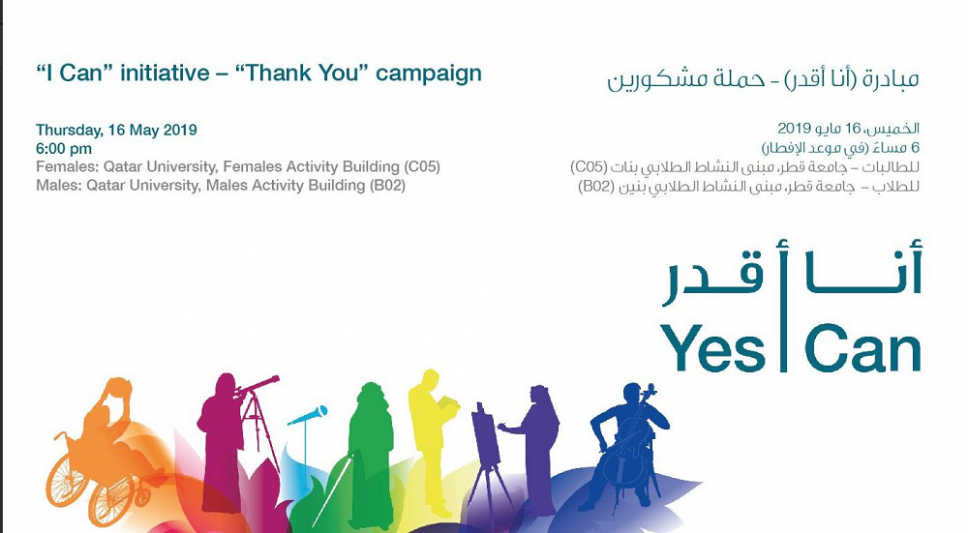 “I Can” initiative – “Thank You” campaign
Thursday, 16 May 2019
6:00 pm
Females: Qatar University, Females Activity Building (C05)
Males: Qatar University, Males Activity Building (B02)
مبادرة (أنا أقدر) - حملة مشكورين
الخميس، 16 مايو 2019
6 مساءً (في موعد الإفطار)
للطالبات – جامعة قطر، مبنى النشاط الطلابي بنات (C05)
للطلاب – جامعة قطر، مبنى النشاط الطلابي بنين (B02)
أنا أقدر
Yes I Can